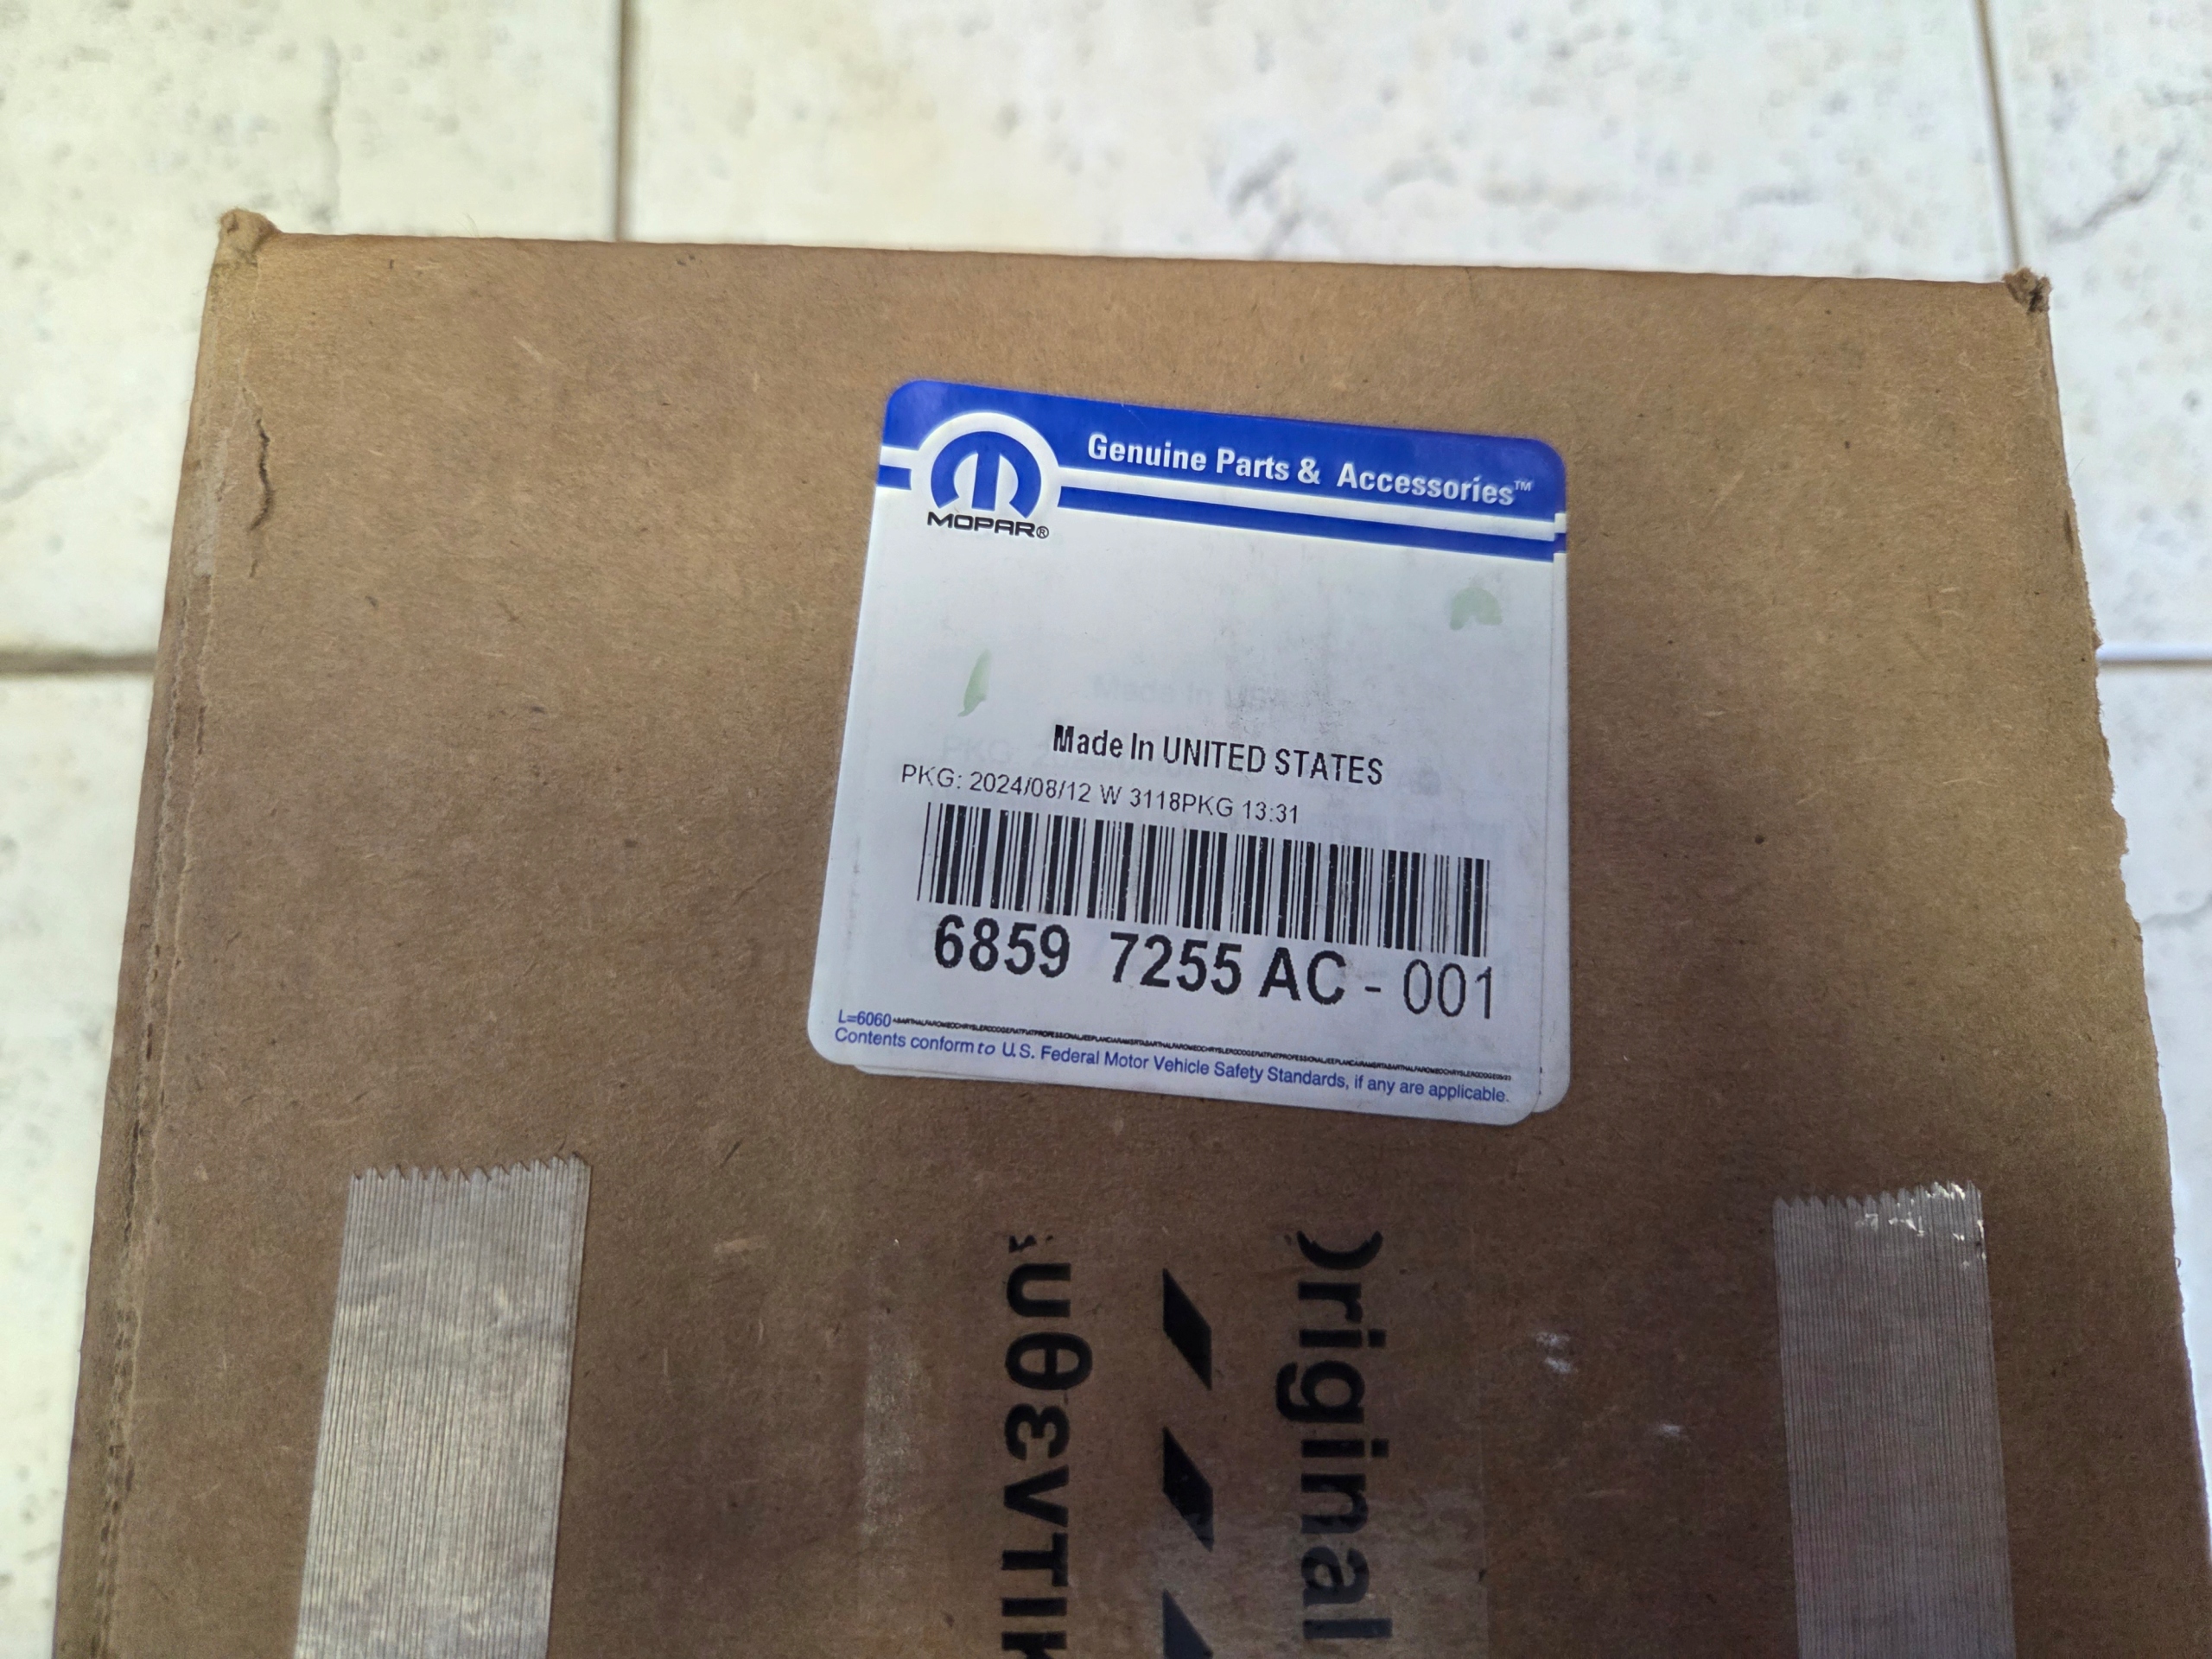 Genuine Parts & Accessories™
MOPAR®
Made In UNITED STATES
PKG: 2024/08/12 W 3118PKG 13:31
6859 7255 AC - 001
L=6060
Contents conform to U.S. Federal Motor Vehicle Safety Standards, if any are applicable.
riginal
υθεντικ